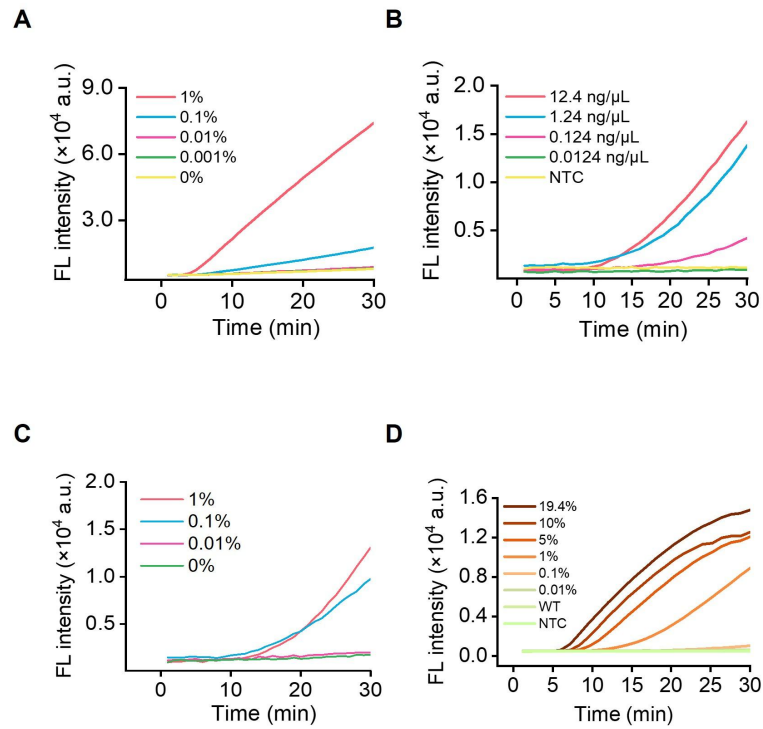 A
FL intensity (×10⁴ a.u.)
9.0
6.0
3.0
1%
0.1%
0.01%
0.001%
0%
0
10
20
30
Time (min)
B
FL intensity (×10⁴ a.u.)
2.0
1.5
1.0
0.5
12.4 ng/µL
1.24 ng/µL
0.124 ng/µL
0.0124 ng/µL
NTC
0
5
10
15
20
25
30
Time (min)
C
FL intensity (×10⁴ a.u.)
2.0
1.5
1.0
0.5
1%
0.1%
0.01%
0%
0
10
20
30
Time (min)
D
FL intensity (×10⁴ a.u.)
1.6
1.2
0.8
0.4
0.0
19.4%
10%
5%
1%
0.1%
0.01%
WT
NTC
0
5
10
15
20
25
30
Time (min)